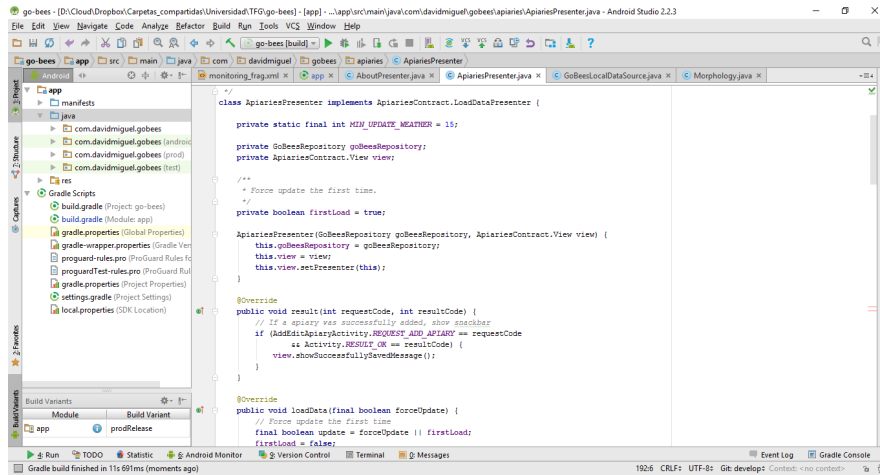 go-bees - [D:\Cloud\Dropbox\Carpetas_compartidas\Universidad\TFG\go-bees] - [app] - ...\app\src\main\java\com\davidmiguel\gobees\apiaries\ApiariesPresenter.java - Android Studio 2.2.3
File Edit View Navigate Code Analyze Refactor Build Run Tools VCS Window Help
go-bees [build]
go-bees app src main java com davidmiguel gobees apiaries ApiariesPresenter
Android
monitoring_frag.xml app AboutPresenter.java ApiariesPresenter.java GoBeesLocalDataSource.java Morphology.java
1: Project
7: Structure
Captures
2: Favorites
Build Variants
app
manifests
java
com.davidmiguel.gobees
com.davidmiguel.gobees (androic
com.davidmiguel.gobees (prod)
com.davidmiguel.gobees (test)
res
Gradle Scripts
build.gradle (Project: go-bees)
build.gradle (Module: app)
gradle.properties (Global Properties)
gradle-wrapper.properties (Gradle Ver
proguard-rules.pro (ProGuard Rules fc
proguardTest-rules.pro (ProGuard Rul
gradle.properties (Project Properties)
settings.gradle (Project Settings)
local.properties (SDK Location)
Build Variants
Module Build Variant
app prodRelease
*/
class ApiariesPresenter implements ApiariesContract.LoadDataPresenter {
private static final int MIN_UPDATE_WEATHER = 15;
private GoBeesRepository goBeesRepository;
private ApiariesContract.View view;
/**
* Force update the first time.
*/
private boolean firstLoad = true;
ApiariesPresenter(GoBeesRepository goBeesRepository, ApiariesContract.View view) {
this.goBeesRepository = goBeesRepository;
this.view = view;
this.view.setPresenter(this);
}
@Override
public void result(int requestCode, int resultCode) {
// If a apiary was successfully added, show snackbar
if (AddEditApiaryActivity.REQUEST_ADD_APIARY == requestCode
&& Activity.RESULT_OK == resultCode) {
view.showSuccessfullySavedMessage();
}
}
@Override
public void loadData(final boolean forceUpdate) {
// Force update the first time
final boolean update = forceUpdate || firstLoad;
firstLoad = false;
4: Run TODO Statistic 6: Android Monitor 9: Version Control Terminal 0: Messages Event Log Gradle Console
Gradle build finished in 11s 691ms (moments ago) 192:6 CRLF UTF-8 Git: develop Context: <no context>